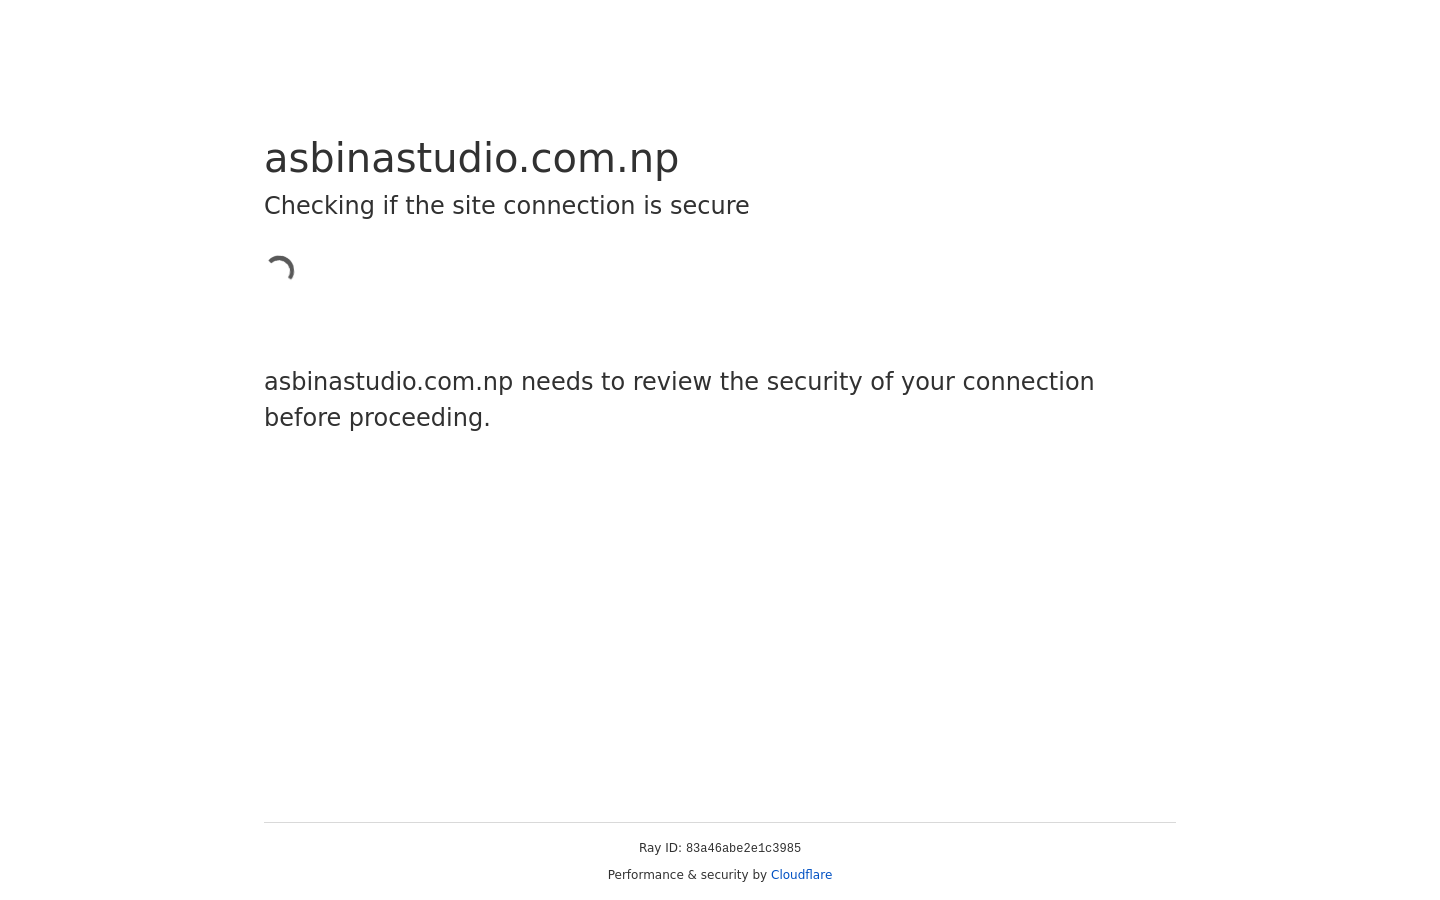 asbinastudio.com.np
Checking if the site connection is secure
asbinastudio.com.np needs to review the security of your connection
before proceeding.
Ray ID: 83a46abe2e1c3985
Performance & security by Cloudflare